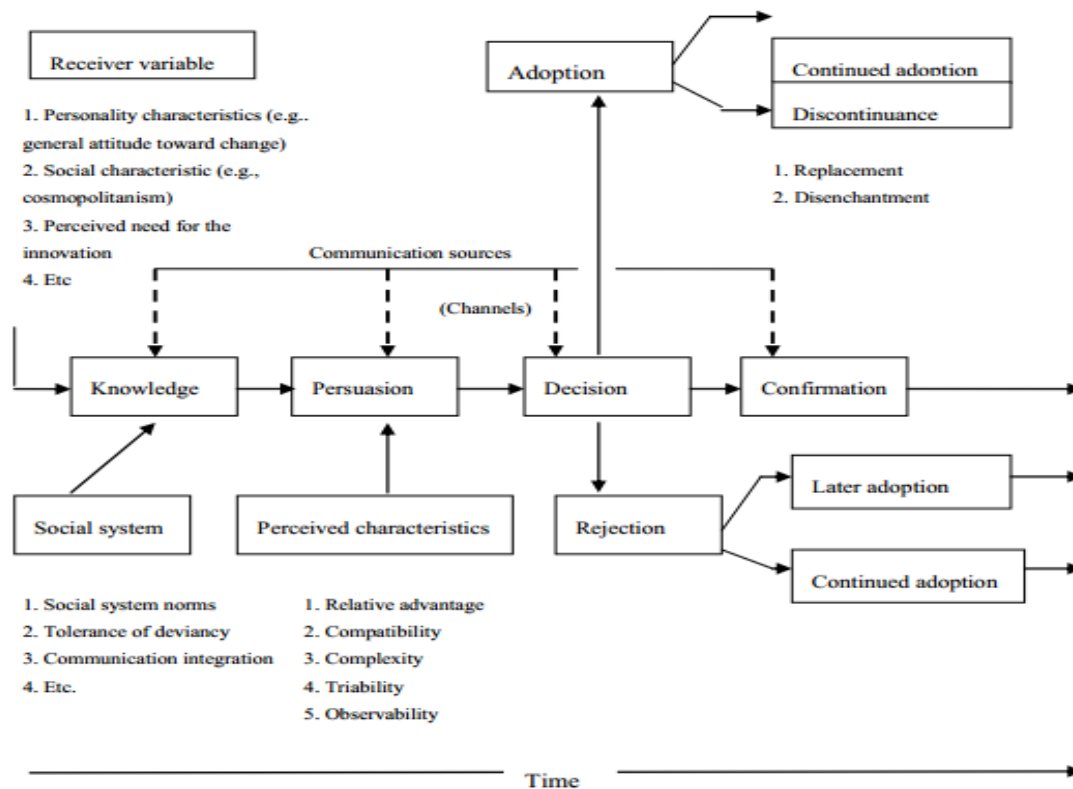 Receiver variable
1. Personality characteristics (e.g..
general attitude toward change)
2. Social characteristic (e.g.,
cosmopolitanism)
3. Perceived need for the
innovation
4. Etc
Adoption
Continued adoption
Discontinuance
1. Replacement
2. Disenchantment
Communication sources
(Channels)
Knowledge
Persuasion
Decision
Confirmation
Social system
Perceived characteristics
Rejection
Later adoption
Continued adoption
1. Social system norms
2. Tolerance of deviancy
3. Communication integration
4. Etc.
1. Relative advantage
2. Compatibility
3. Complexity
4. Triability
5. Observability
Time